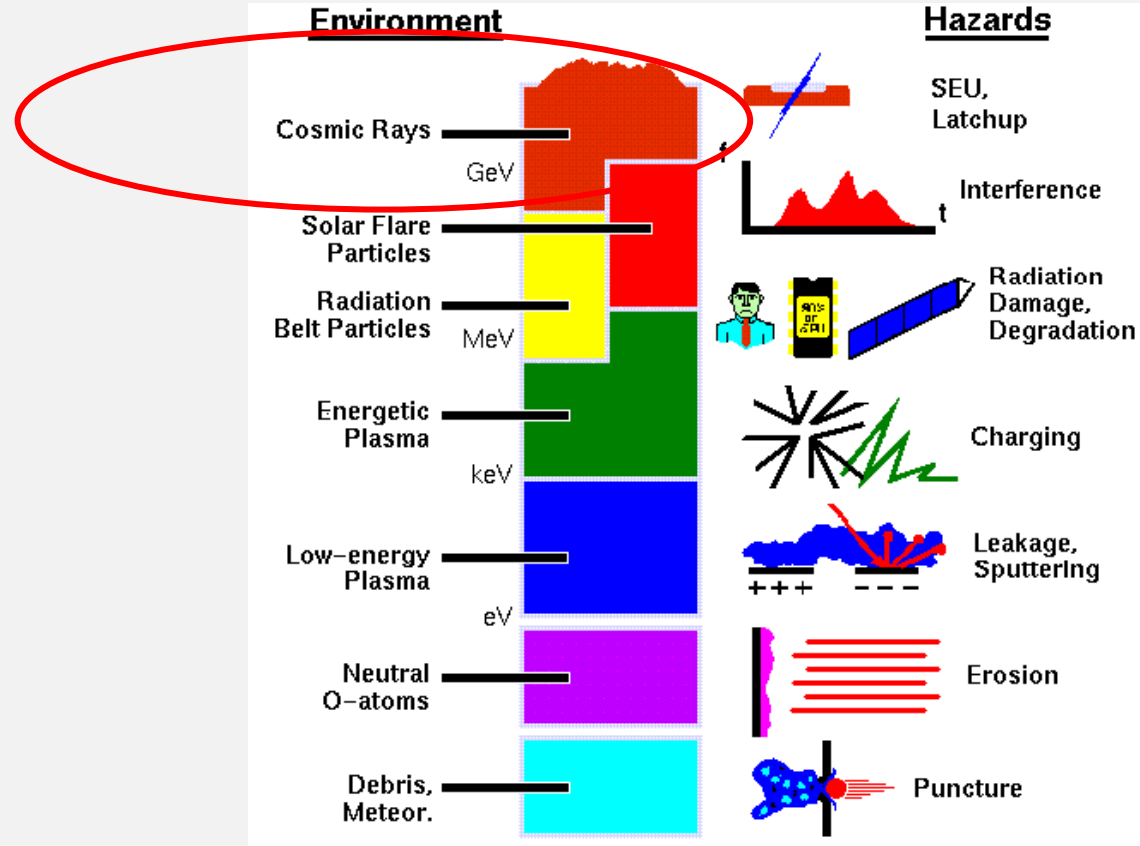 Environment
Hazards
Cosmic Rays
SEU,
Latchup
GeV
f
t
Interference
Solar Flare
Particles
Radiation
Belt Particles
MeV
Radiation
Damage,
Degradation
Energetic
Plasma
keV
Charging
Low-energy
Plasma
eV
Leakage,
Sputtering
+ + +
- - -
Neutral
O-atoms
Erosion
Debris,
Meteor.
Puncture